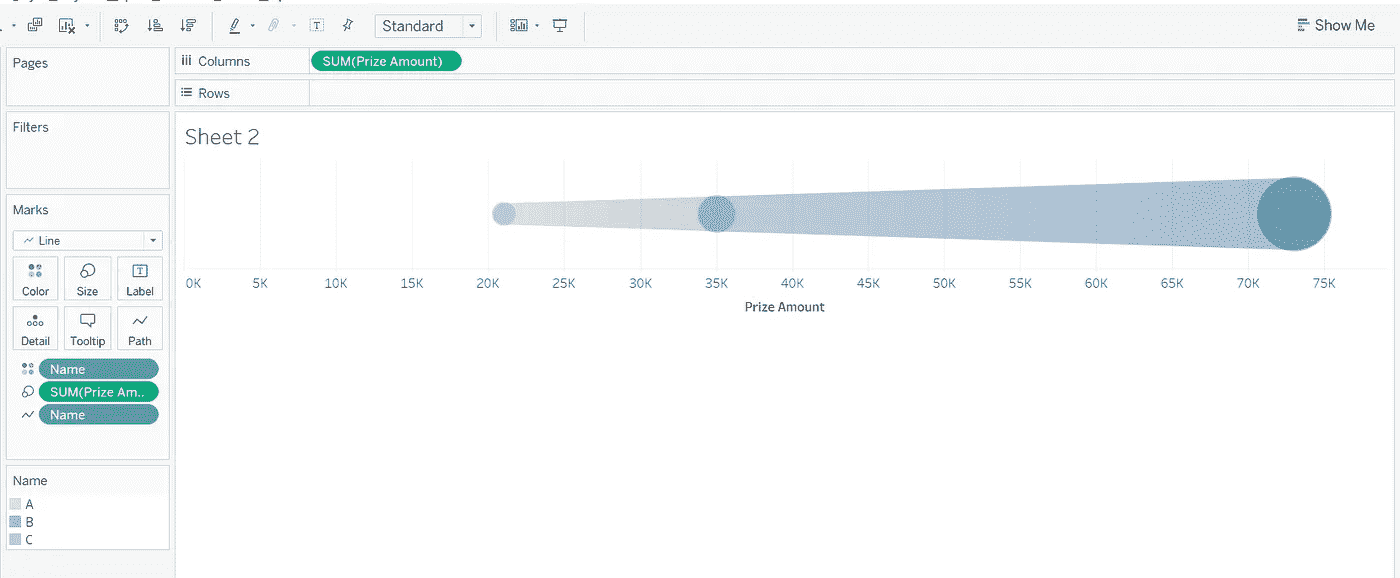 Standard
Show Me
Pages
Columns
SUM(Prize Amount)
Rows
Filters
Sheet 2
Marks
Line
Color Size Label
Detail Tooltip Path
Name
SUM(Prize Am..
Name
0K 5K 10K 15K 20K 25K 30K 35K 40K 45K 50K 55K 60K 65K 70K 75K
Prize Amount
Name
A
B
C